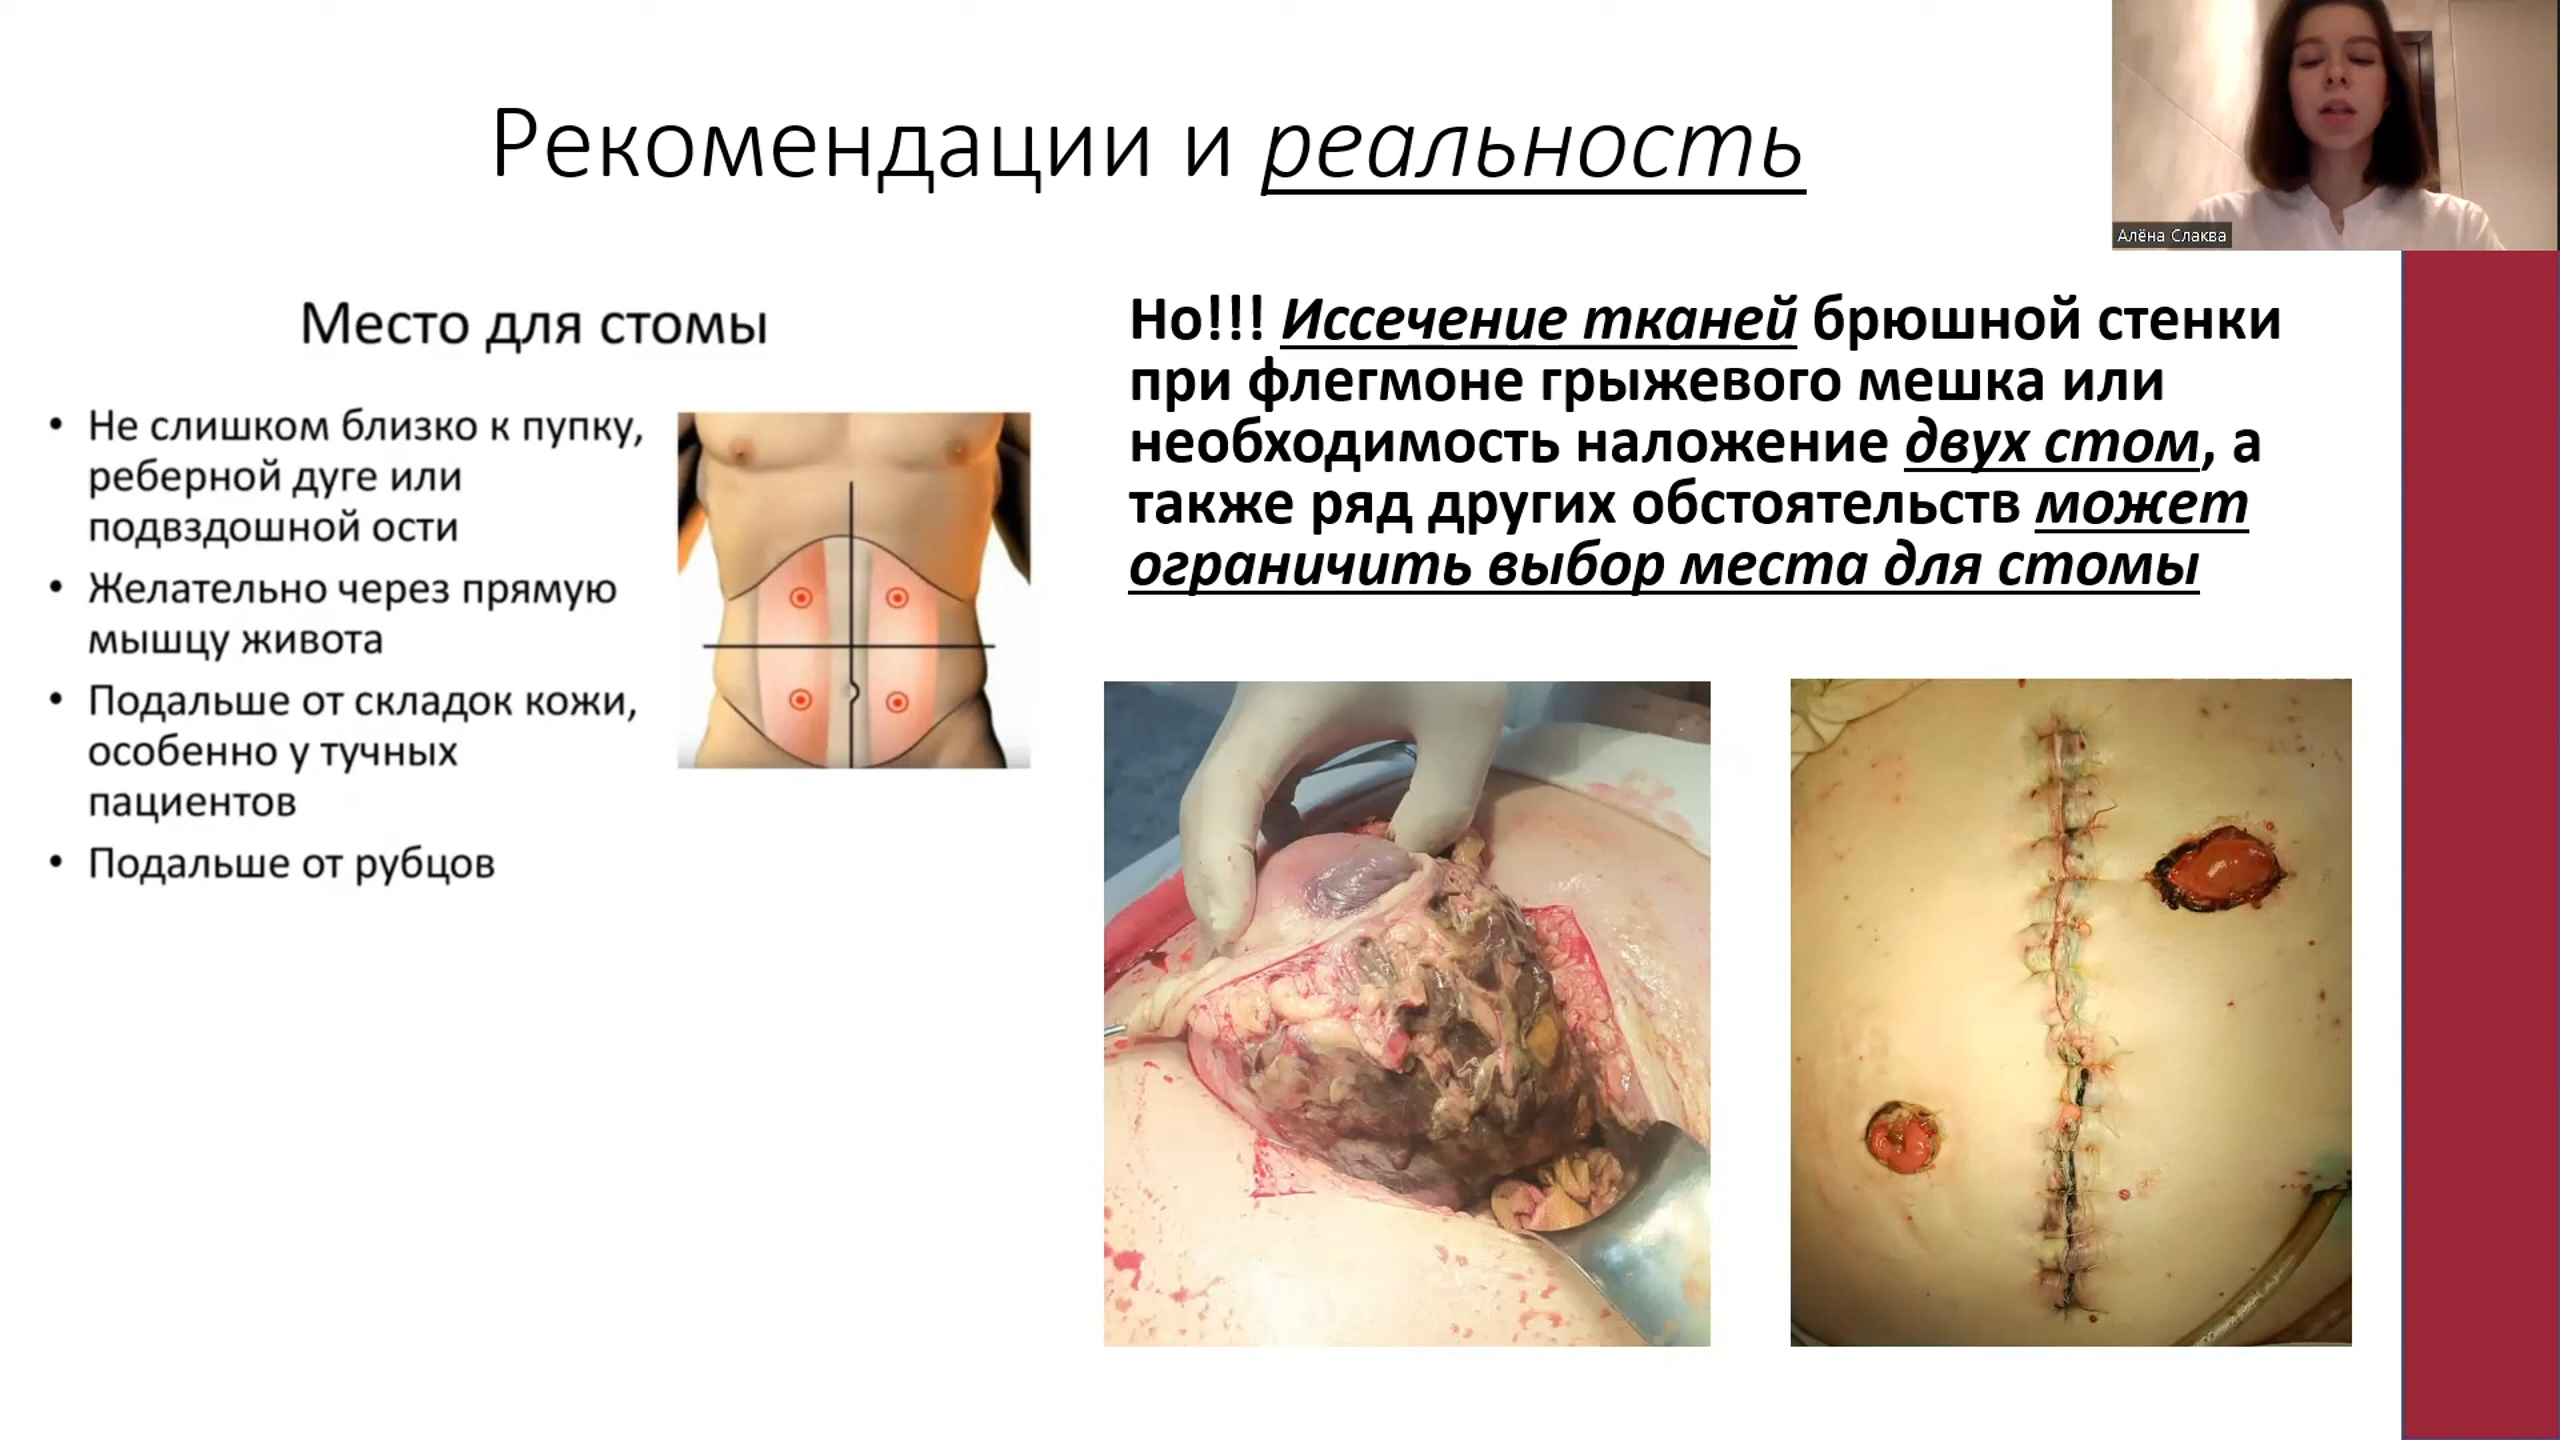 Рекомендации и реальность
Алёна Слаква
Место для стомы
• Не слишком близко к пупку,
реберной дуге или
подвздошной ости
• Желательно через прямую
мышцу живота
• Подальше от складок кожи,
особенно у тучных
пациентов
• Подальше от рубцов
Но!!! Иссечение тканей брюшной стенки
при флегмоне грыжевого мешка или
необходимость наложение двух стом, а
также ряд других обстоятельств может
ограничить выбор места для стомы